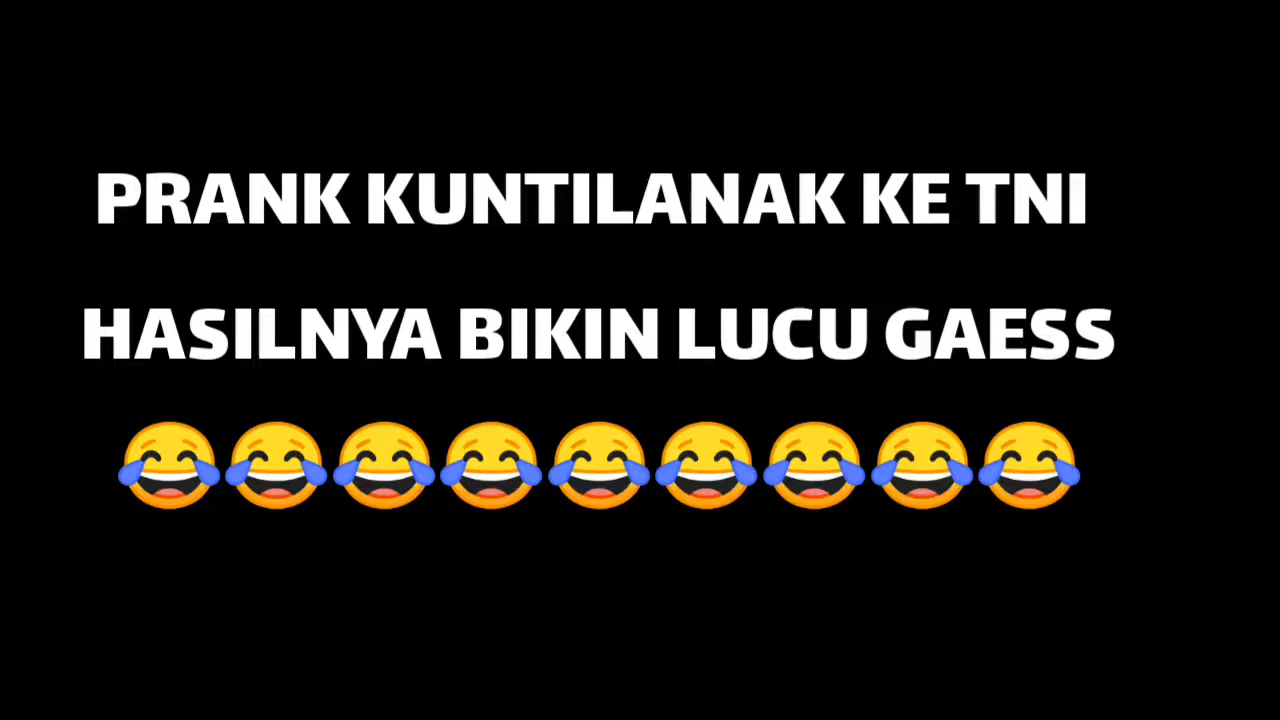 PRANK KUNTILANAK KE TNI
HASILNYA BIKIN LUCU GAESS
😂😂😂😂😂😂😂😂😂